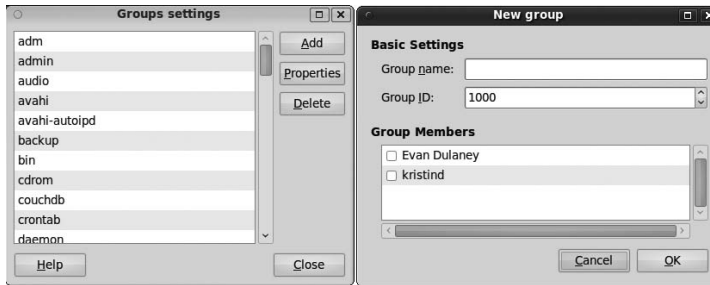 Groups settings
adm
admin
audio
avahi
avahi-autoipd
backup
bin
cdrom
couchdb
crontab
daemon
Add
Properties
Delete
Help
Close
New group
Basic Settings
Group name:
Group ID: 1000
Group Members
Evan Dulaney
kristind
Cancel
OK